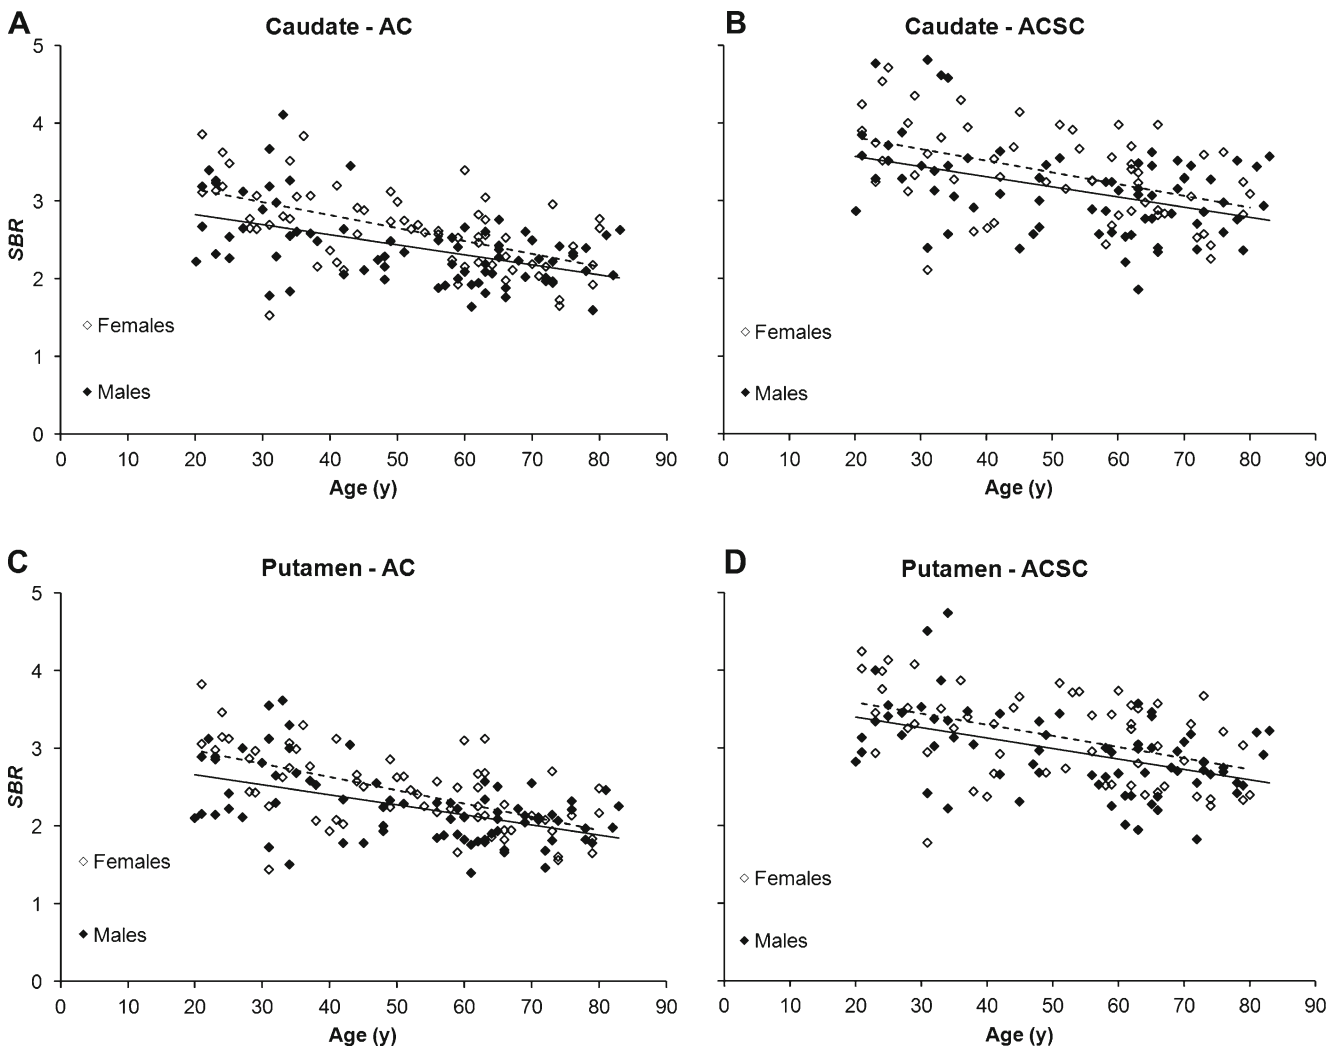 A
Caudate - AC
5
4
3
2
1
0
SBR
Females
Males
0 10 20 30 40 50 60 70 80 90
Age (y)
B
Caudate - ACSC
Females
Males
0 10 20 30 40 50 60 70 80 90
Age (y)
C
Putamen - AC
5
4
3
2
1
0
SBR
Females
Males
0 10 20 30 40 50 60 70 80 90
Age (y)
D
Putamen - ACSC
Females
Males
0 10 20 30 40 50 60 70 80 90
Age (y)